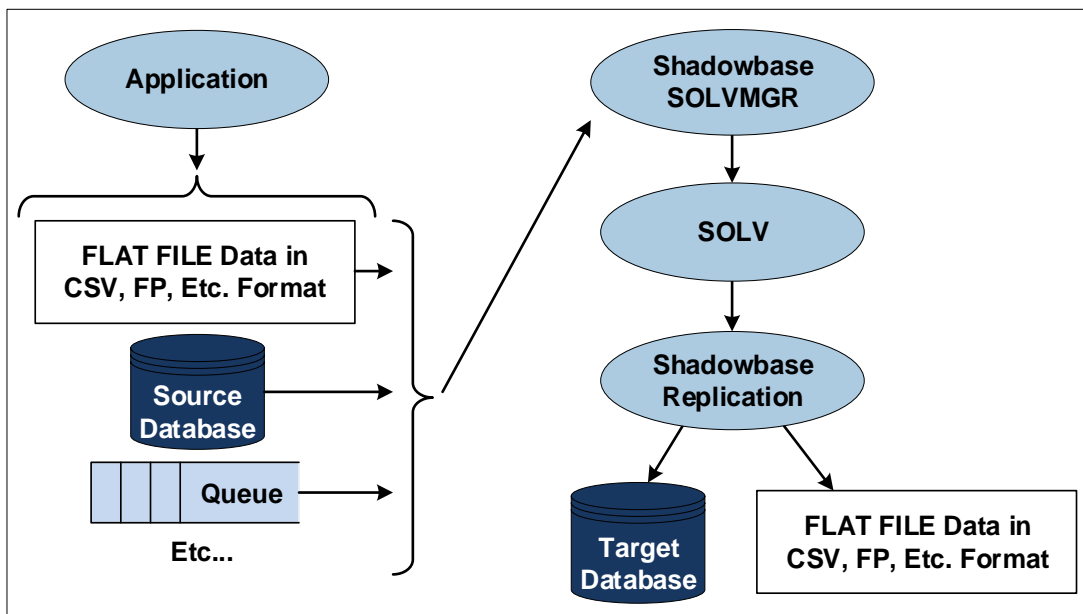 Application
FLAT FILE Data in
CSV, FP, Etc. Format
Source
Database
Queue
Etc...
Shadowbase
SOLVMGR
SOLV
Shadowbase
Replication
Target
Database
FLAT FILE Data in
CSV, FP, Etc. Format